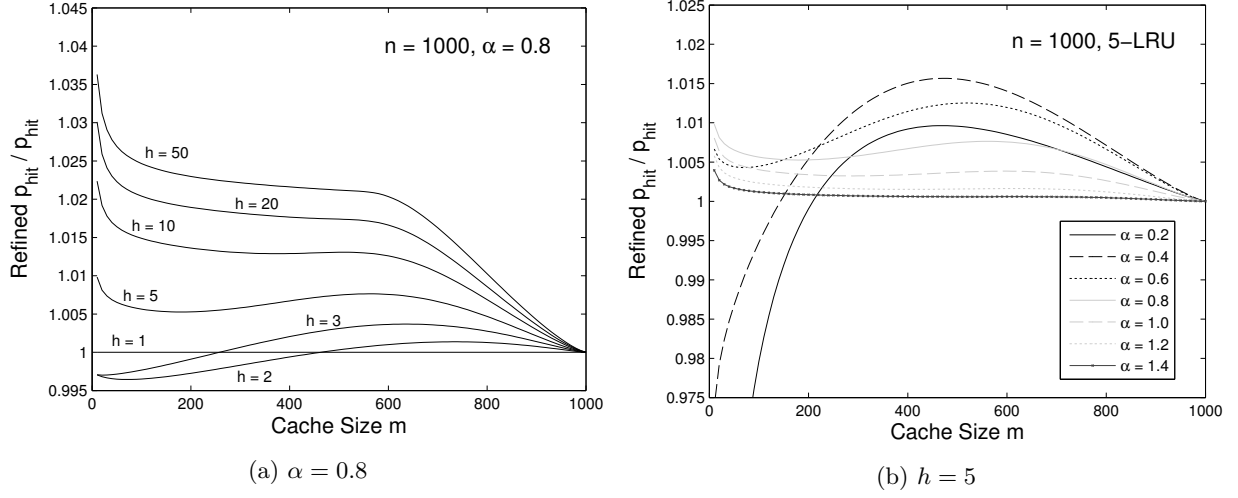 1.045
1.04
1.035
1.03
1.025
1.02
1.015
1.01
1.005
1
0.995
Refined p_hit / p_hit
n = 1000, α = 0.8
h = 50
h = 20
h = 10
h = 5
h = 3
h = 1
h = 2
0 200 400 600 800 1000
Cache Size m
(a) α = 0.8
1.025
1.02
1.015
1.01
1.005
1
0.995
0.99
0.985
0.98
0.975
Refined p_hit / p_hit
n = 1000, 5-LRU
α = 0.2
α = 0.4
α = 0.6
α = 0.8
α = 1.0
α = 1.2
α = 1.4
0 200 400 600 800 1000
Cache Size m
(b) h = 5